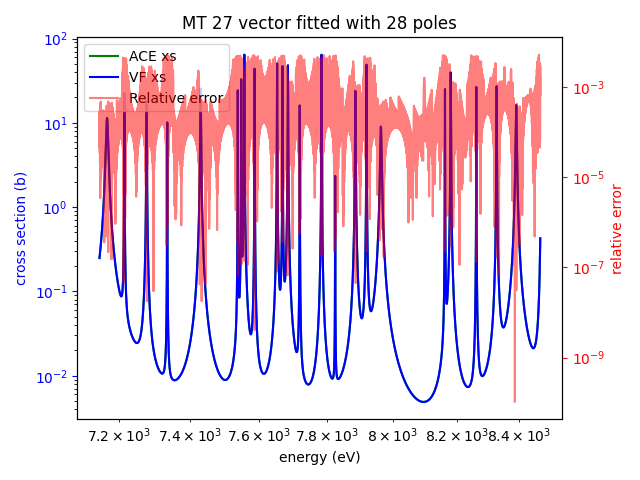 MT 27 vector fitted with 28 poles
ACE xs
VF xs
Relative error
10²
10¹
10⁰
10⁻¹
10⁻²
cross section (b)
10⁻³
10⁻⁵
10⁻⁷
10⁻⁹
relative error
7.2 × 10³ 7.4 × 10³ 7.6 × 10³ 7.8 × 10³ 8 × 10³ 8.2 × 10³ 8.4 × 10³
energy (eV)